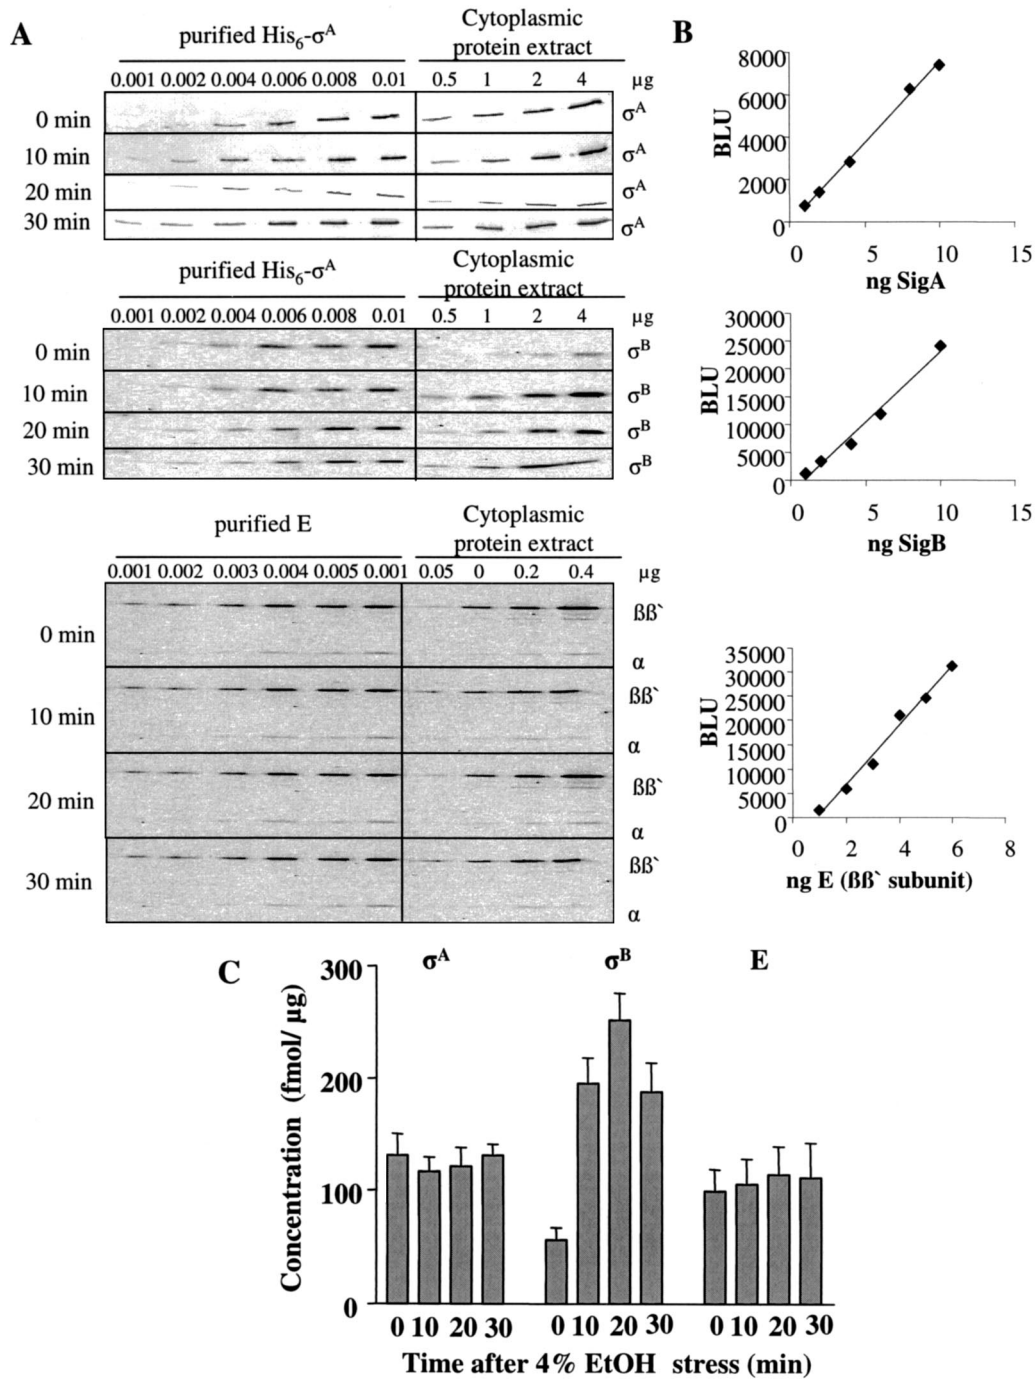 A
purified His6-σA
Cytoplasmic
protein extract
0.001 0.002 0.004 0.006 0.008 0.01 0.5 1 2 4 µg
0 min σA
10 min σA
20 min σA
30 min σA
purified His6-σA
Cytoplasmic
protein extract
0.001 0.002 0.004 0.006 0.008 0.01 0.5 1 2 4 µg
0 min σB
10 min σB
20 min σB
30 min σB
purified E
Cytoplasmic
protein extract
0.001 0.002 0.003 0.004 0.005 0.001 0.05 0 0.2 0.4 µg
0 min ßß`
α
10 min ßß`
α
20 min ßß`
α
30 min ßß`
α
B
8000
6000
4000
2000
0
BLU
0 5 10 15
ng SigA
30000
25000
20000
15000
10000
5000
0
BLU
0 5 10 15
ng SigB
35000
30000
25000
20000
15000
10000
5000
0
BLU
0 2 4 6 8
ng E (ßß` subunit)
C
σA σB E
300
200
100
0
Concentration (fmol/ µg)
0 10 20 30 0 10 20 30 0 10 20 30
Time after 4% EtOH stress (min)